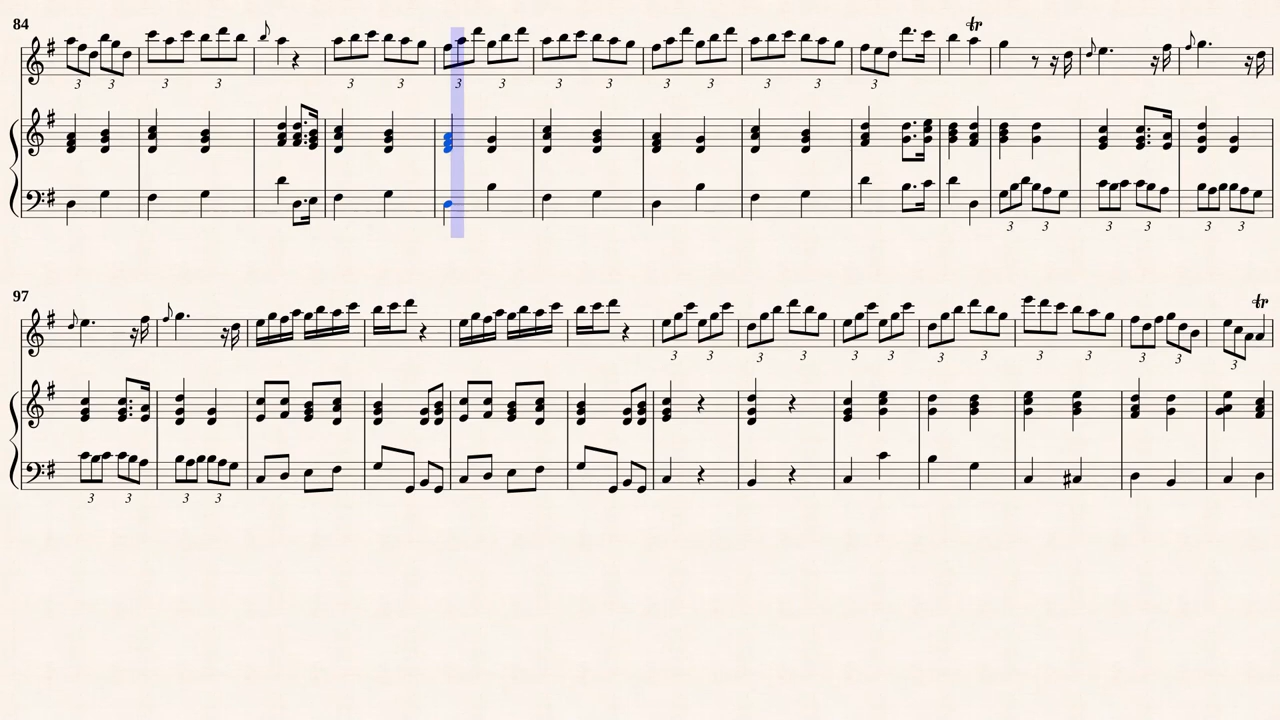 84
tr
3 3 3 3 3 3 3 3 3 3 3 3 3 3 3 3
3 3 3 3 3 3
97
tr
3 3 3 3 3 3 3 3 3 3 3 3 3
3 3 3 3